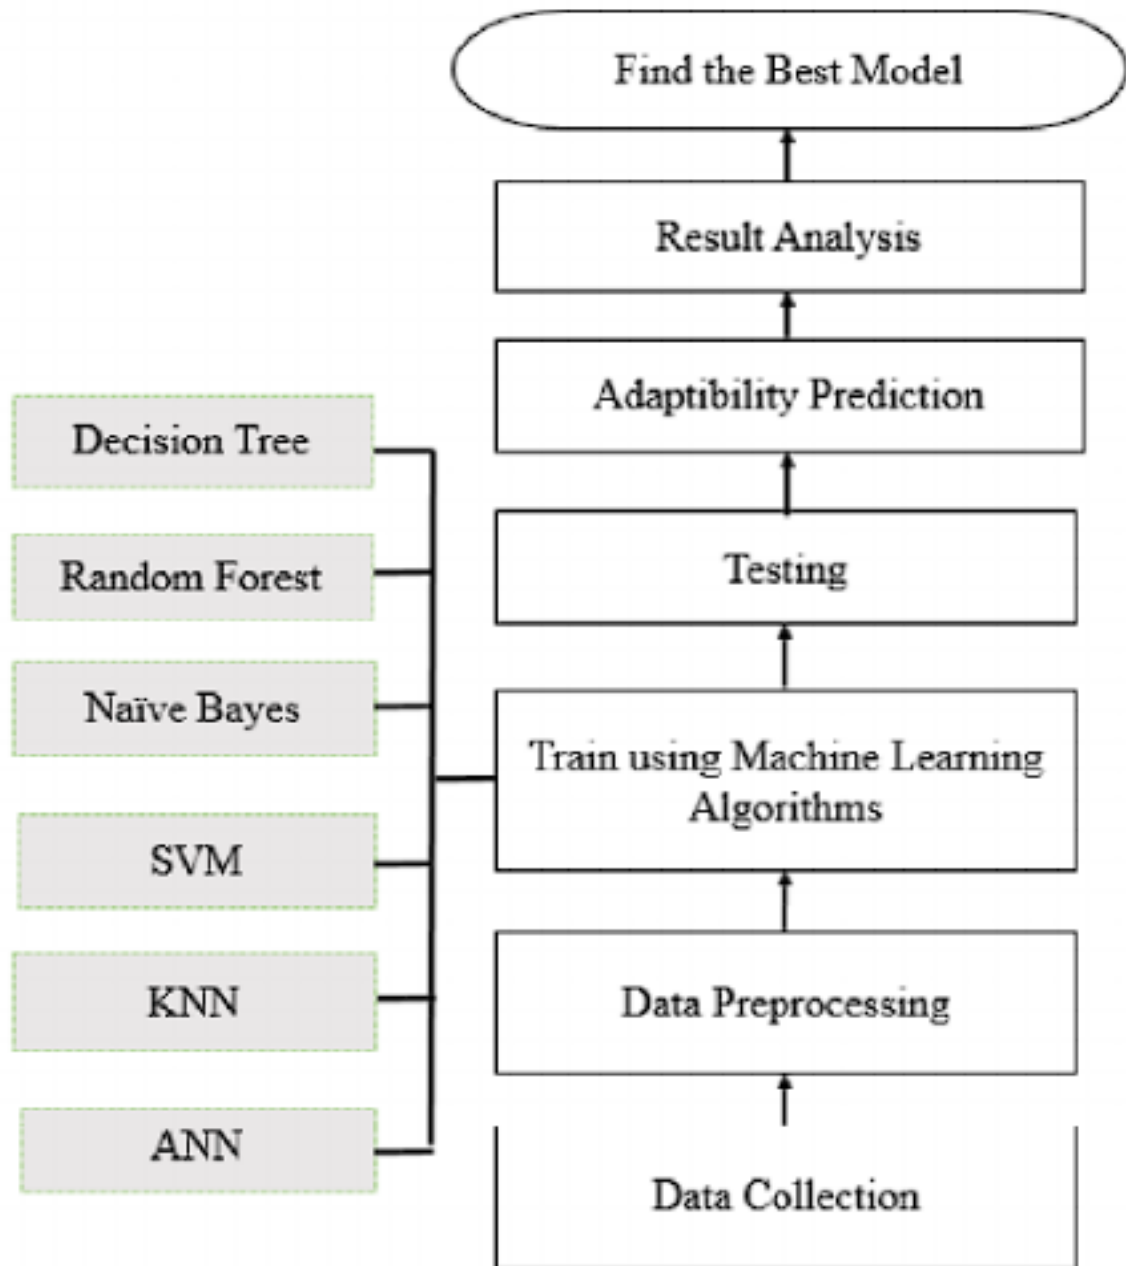 Find the Best Model
Result Analysis
Adaptibility Prediction
Testing
Train using Machine Learning
Algorithms
Data Preprocessing
Data Collection
Decision Tree
Random Forest
Naïve Bayes
SVM
KNN
ANN